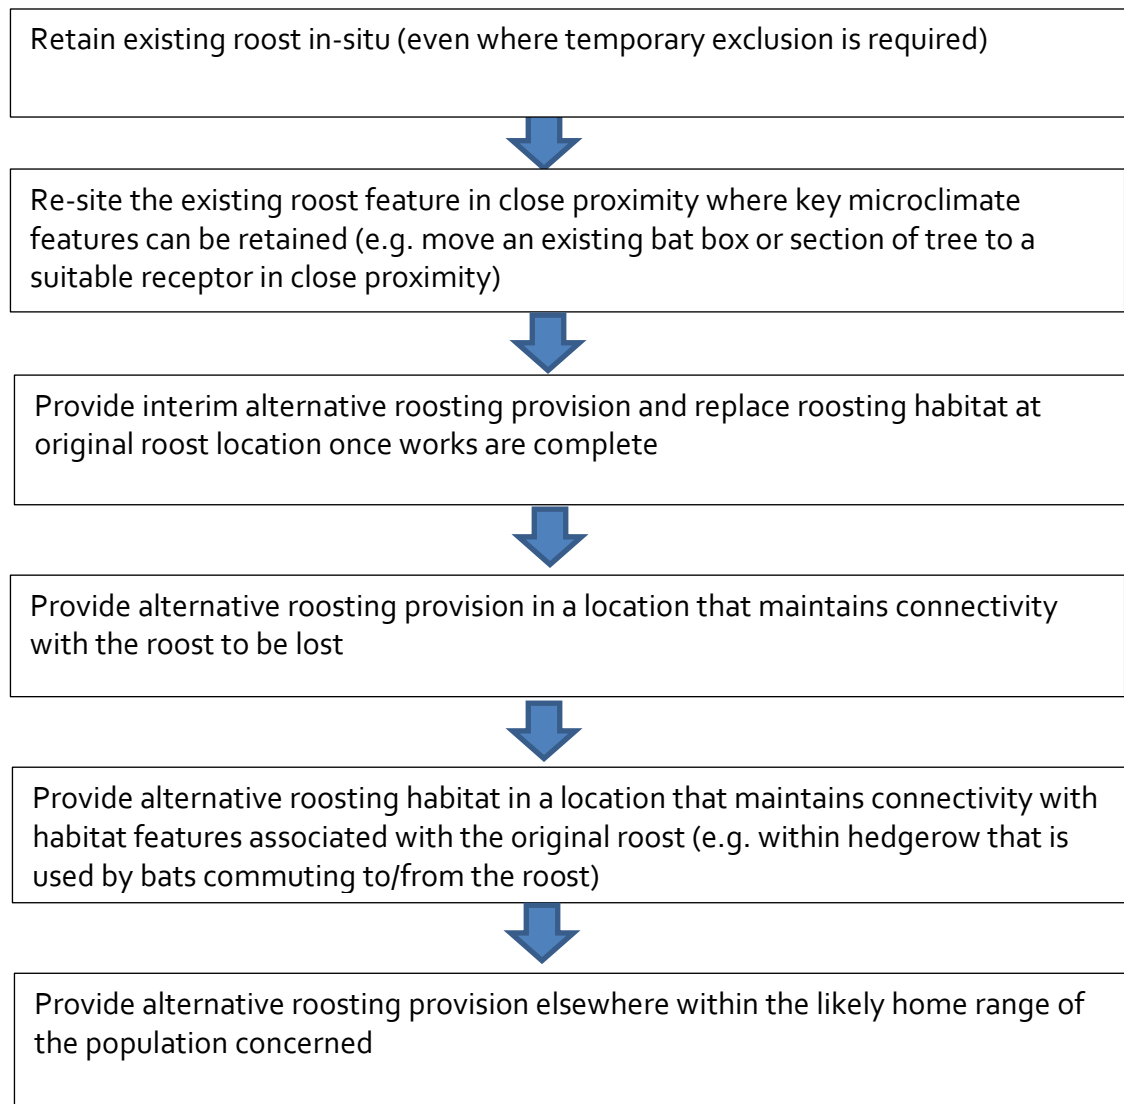 Retain existing roost in-situ (even where temporary exclusion is required)
Re-site the existing roost feature in close proximity where key microclimate
features can be retained (e.g. move an existing bat box or section of tree to a
suitable receptor in close proximity)
Provide interim alternative roosting provision and replace roosting habitat at
original roost location once works are complete
Provide alternative roosting provision in a location that maintains connectivity
with the roost to be lost
Provide alternative roosting habitat in a location that maintains connectivity with
habitat features associated with the original roost (e.g. within hedgerow that is
used by bats commuting to/from the roost)
Provide alternative roosting provision elsewhere within the likely home range of
the population concerned